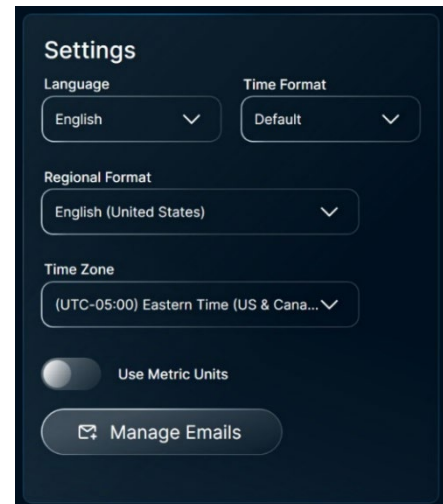 Settings
Language
Time Format
English
Default
Regional Format
English (United States)
Time Zone
(UTC-05:00) Eastern Time (US & Cana...
Use Metric Units
Manage Emails